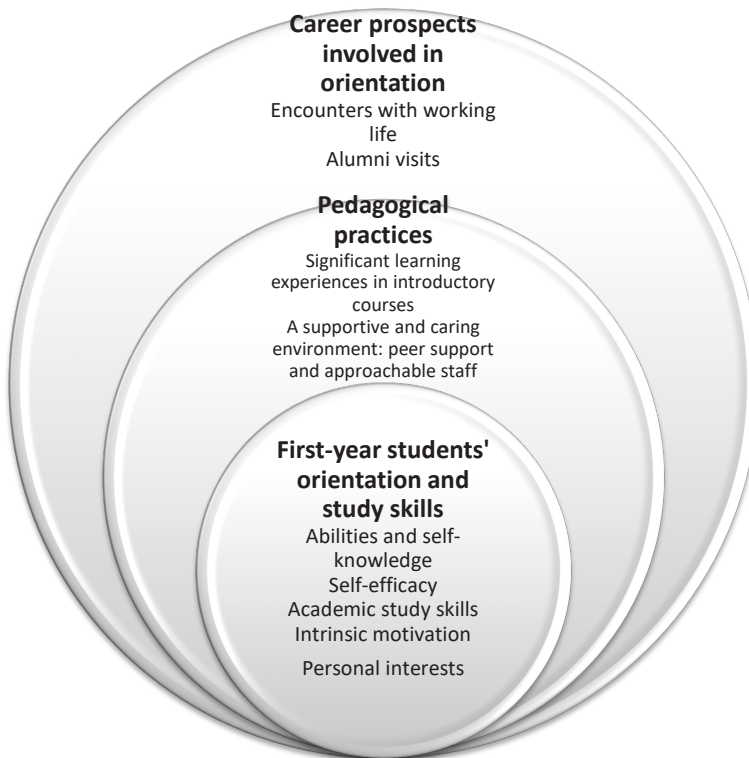 Career prospects
involved in
orientation
Encounters with working
life
Alumni visits
Pedagogical
practices
Significant learning
experiences in introductory
courses
A supportive and caring
environment: peer support
and approachable staff
First-year students'
orientation and
study skills
Abilities and self-
knowledge
Self-efficacy
Academic study skills
Intrinsic motivation
Personal interests